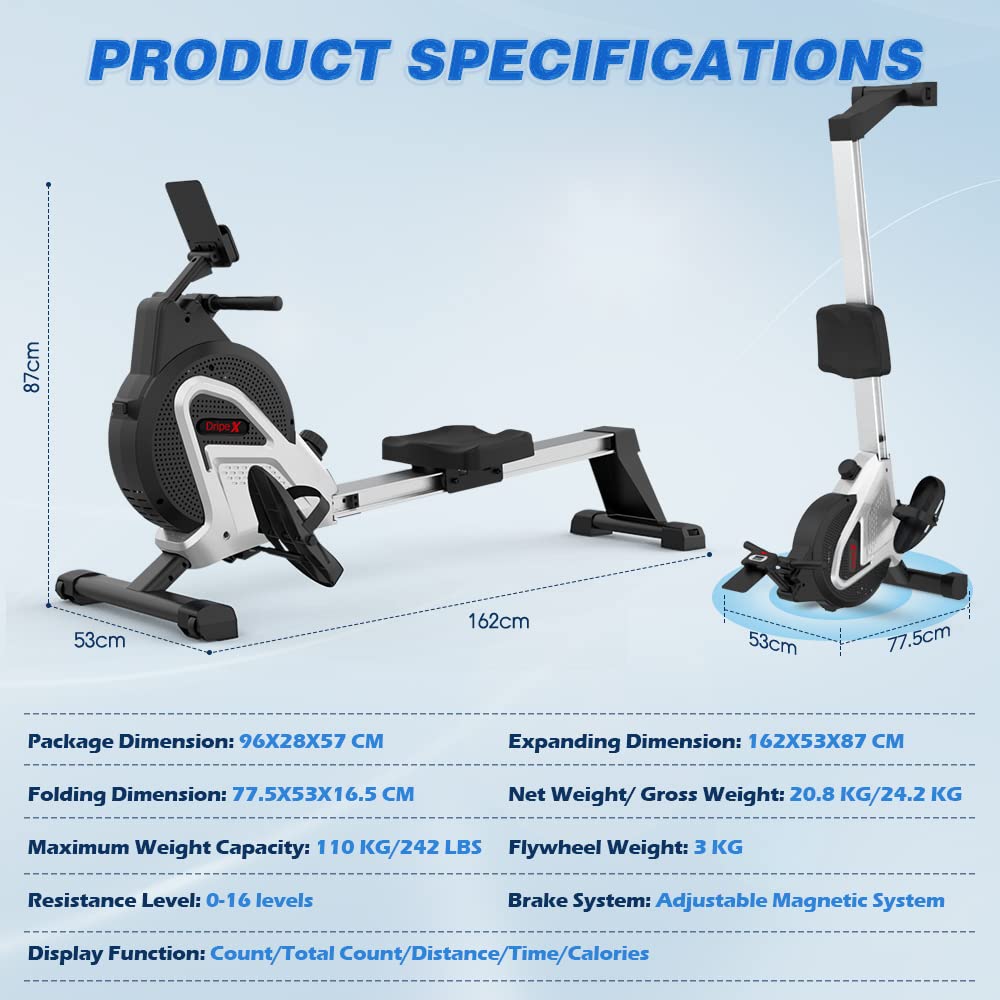 PRODUCT SPECIFICATIONS
87cm
Dripex
53cm
162cm
53cm
77.5cm
Package Dimension: 96X28X57 CM
Expanding Dimension: 162X53X87 CM
Folding Dimension: 77.5X53X16.5 CM
Net Weight/ Gross Weight: 20.8 KG/24.2 KG
Maximum Weight Capacity: 110 KG/242 LBS
Flywheel Weight: 3 KG
Resistance Level: 0-16 levels
Brake System: Adjustable Magnetic System
Display Function: Count/Total Count/Distance/Time/Calories